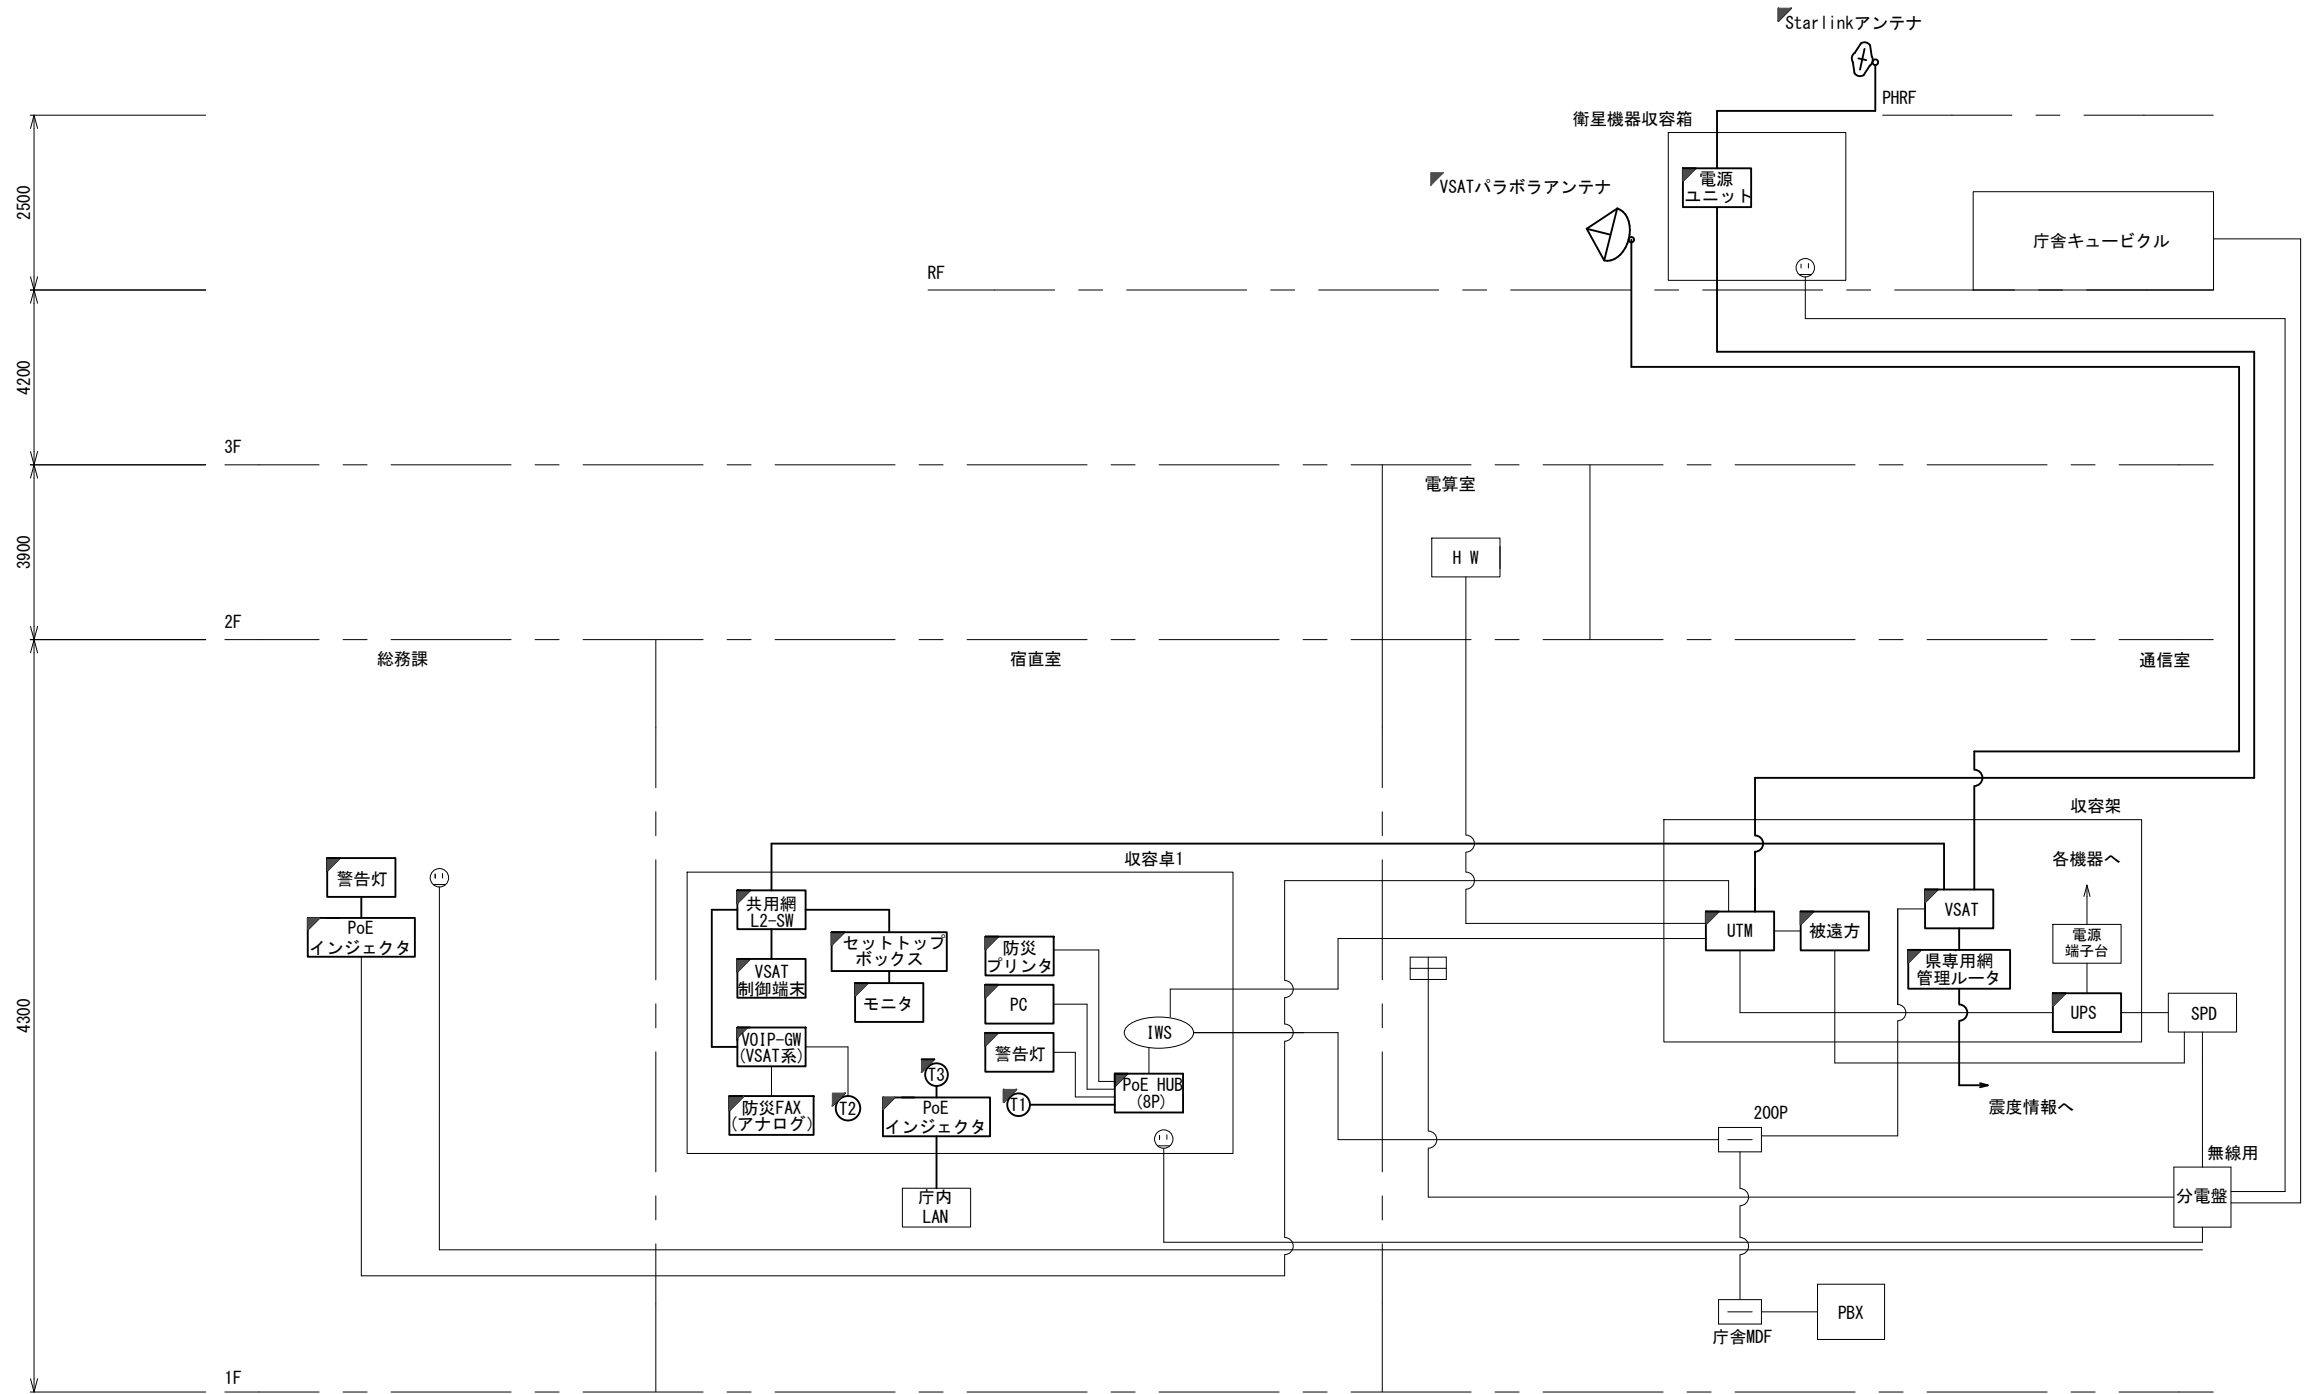 Starlinkアンテナ
PHRF
衛星機器収容箱
電源
ユニット
VSATパラボラアンテナ
2500
庁舎キュービクル
RF
4200
3F
電算室
3900
H W
2F
総務課
宿直室
通信室
収容架
収容卓1
各機器へ
警告灯
PoE
インジェクタ
共用網
L2-SW
セットトップ
ボックス
VSAT
制御端末
モニタ
防災
プリンタ
PC
警告灯
IWS
VOIP-GW
(VSAT系)
防災FAX
(アナログ)
T2
T3
PoE
インジェクタ
T1
PoE HUB
(8P)
庁内
LAN
UTM
被遠方
VSAT
県専用網
管理ルータ
電源
端子台
UPS
SPD
震度情報へ
200P
無線用
分電盤
4300
PBX
庁舎MDF
1F